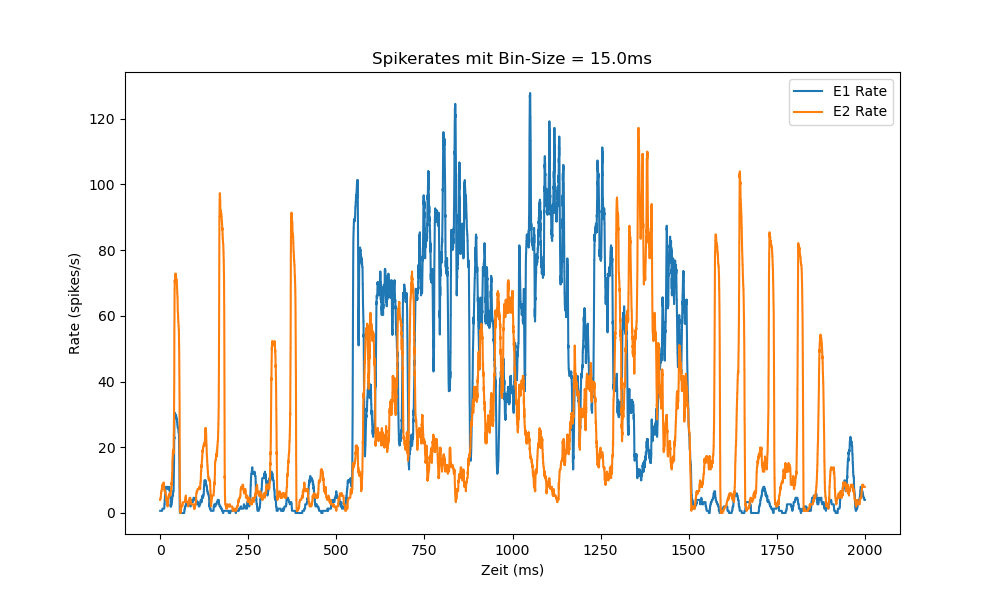 Spikerates mit Bin-Size = 15.0ms
E1 Rate
E2 Rate
Rate (spikes/s)
120
100
80
60
40
20
0
0 250 500 750 1000 1250 1500 1750 2000
Zeit (ms)